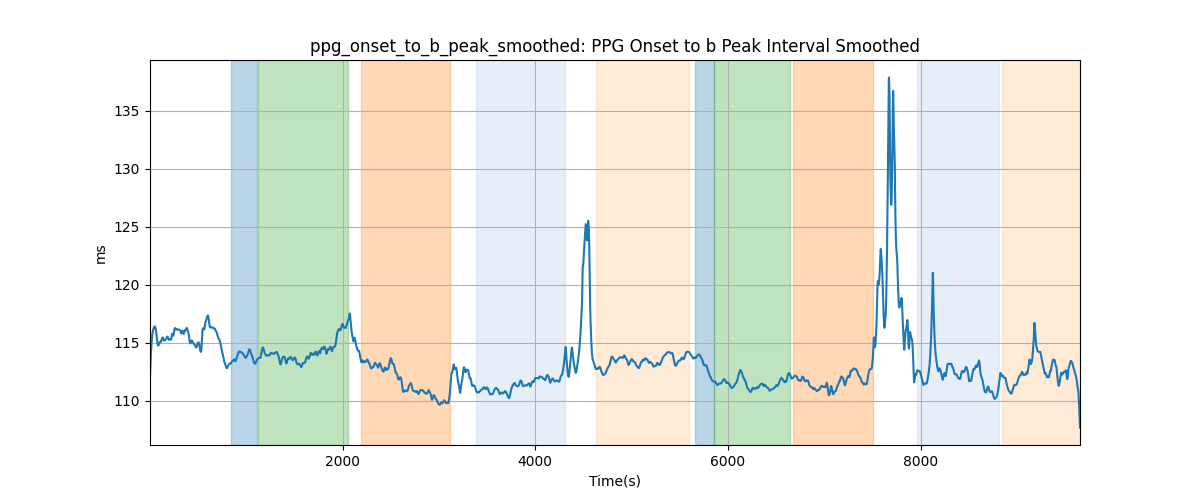 ppg_onset_to_b_peak_smoothed: PPG Onset to b Peak Interval Smoothed
135
130
125
120
115
110
ms
2000 4000 6000 8000
Time(s)